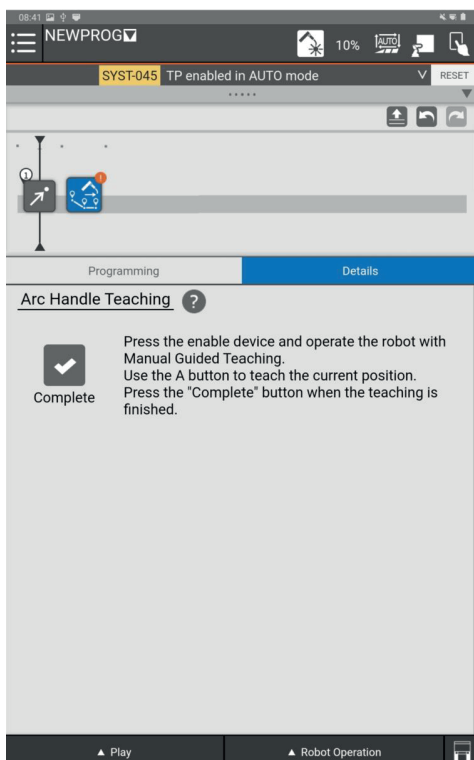 08:41
NEWPROG
10%
AUTO
SYST-045 TP enabled in AUTO mode
RESET
1
!
Programming
Details
Arc Handle Teaching ?
Press the enable device and operate the robot with
Manual Guided Teaching.
Use the A button to teach the current position.
Press the "Complete" button when the teaching is
finished.
Complete
▲ Play
▲ Robot Operation